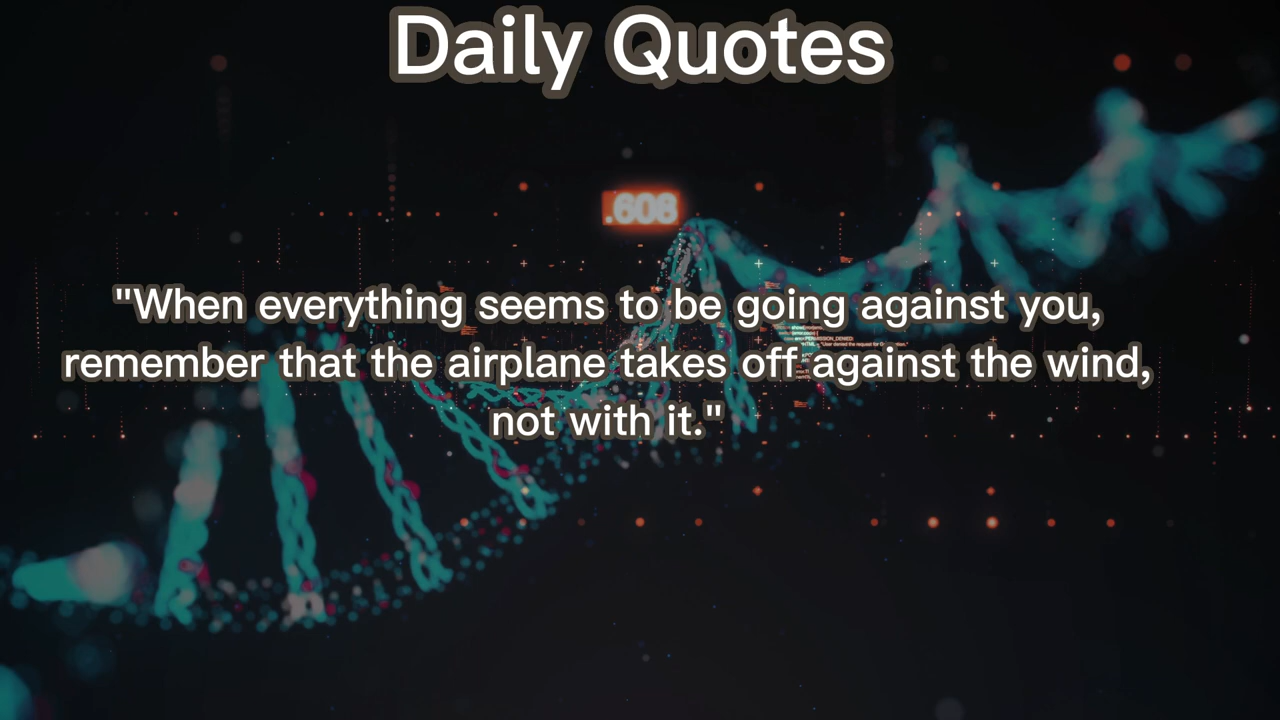 Daily Quotes
.608
"When everything seems to be going against you,
remember that the airplane takes off against the wind,
not with it."